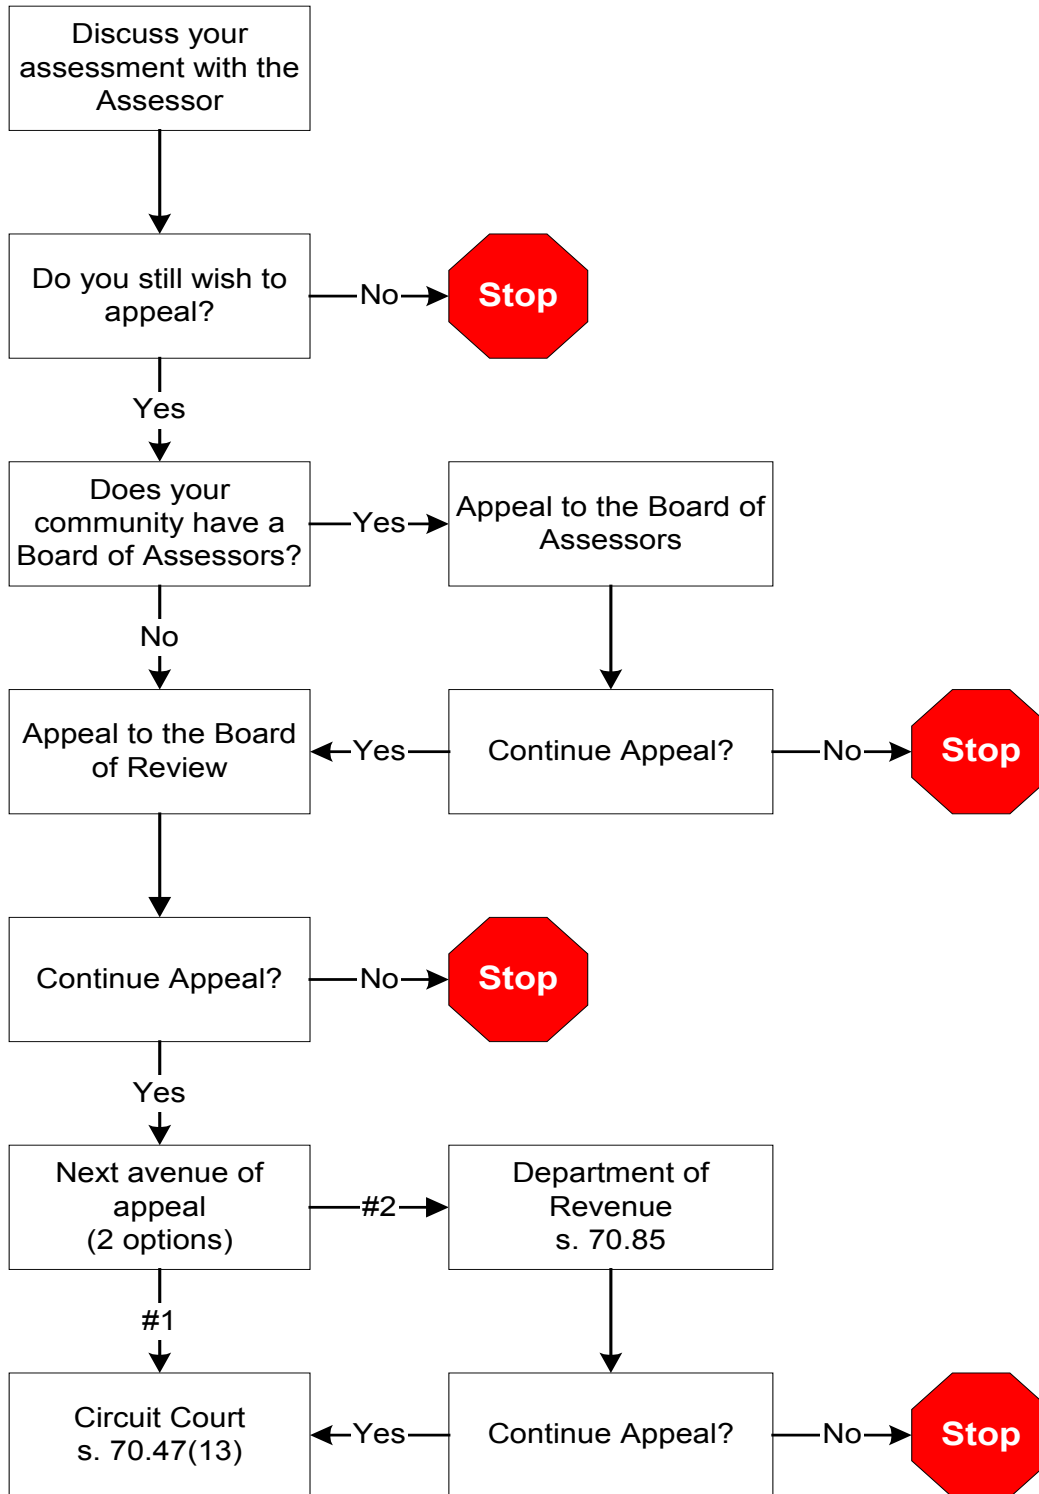 Discuss your
assessment with the
Assessor
Do you still wish to
appeal?
No
Stop
Yes
Does your
community have a
Board of Assessors?
Yes
Appeal to the Board of
Assessors
No
Appeal to the Board
of Review
Yes
Continue Appeal?
No
Stop
Continue Appeal?
No
Stop
Yes
Next avenue of
appeal
(2 options)
#2
Department of
Revenue
s. 70.85
#1
Circuit Court
s. 70.47(13)
Yes
Continue Appeal?
No
Stop